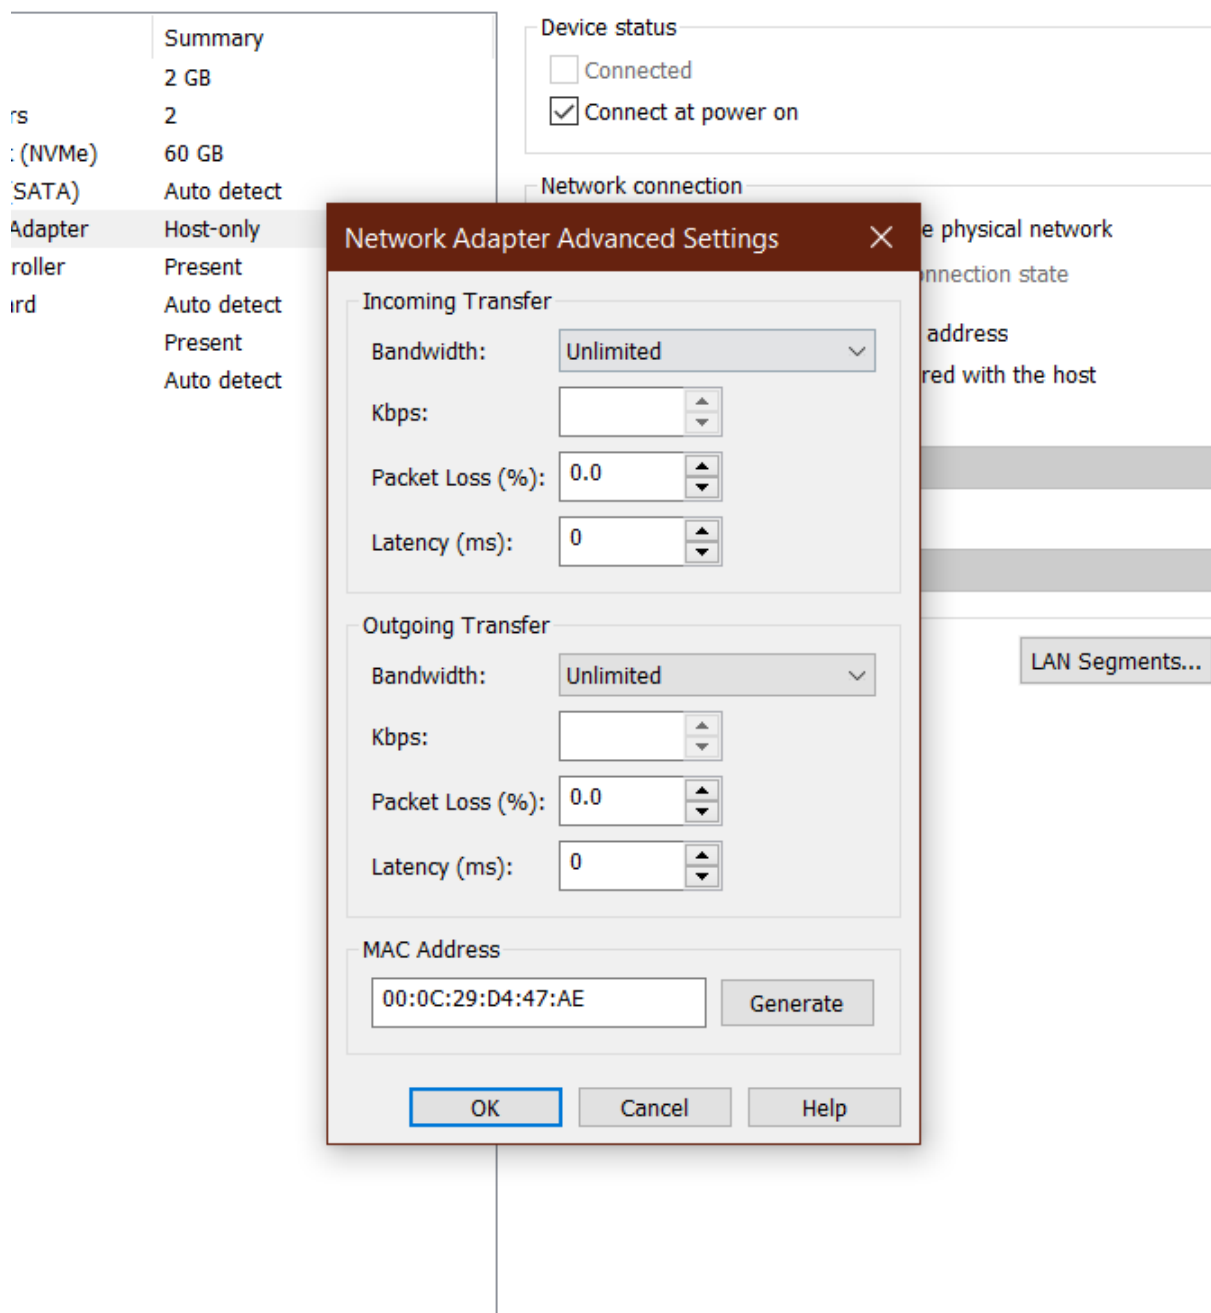 Summary
2 GB
rs 2
(NVMe) 60 GB
(SATA) Auto detect
Adapter Host-only
roller Present
ard Auto detect
Present
Auto detect
Device status
Connected
Connect at power on
Network connection
e physical network
onnection state
address
red with the host
LAN Segments...
Network Adapter Advanced Settings
Incoming Transfer
Bandwidth: Unlimited
Kbps:
Packet Loss (%): 0.0
Latency (ms): 0
Outgoing Transfer
Bandwidth: Unlimited
Kbps:
Packet Loss (%): 0.0
Latency (ms): 0
MAC Address
00:0C:29:D4:47:AE Generate
OK Cancel Help